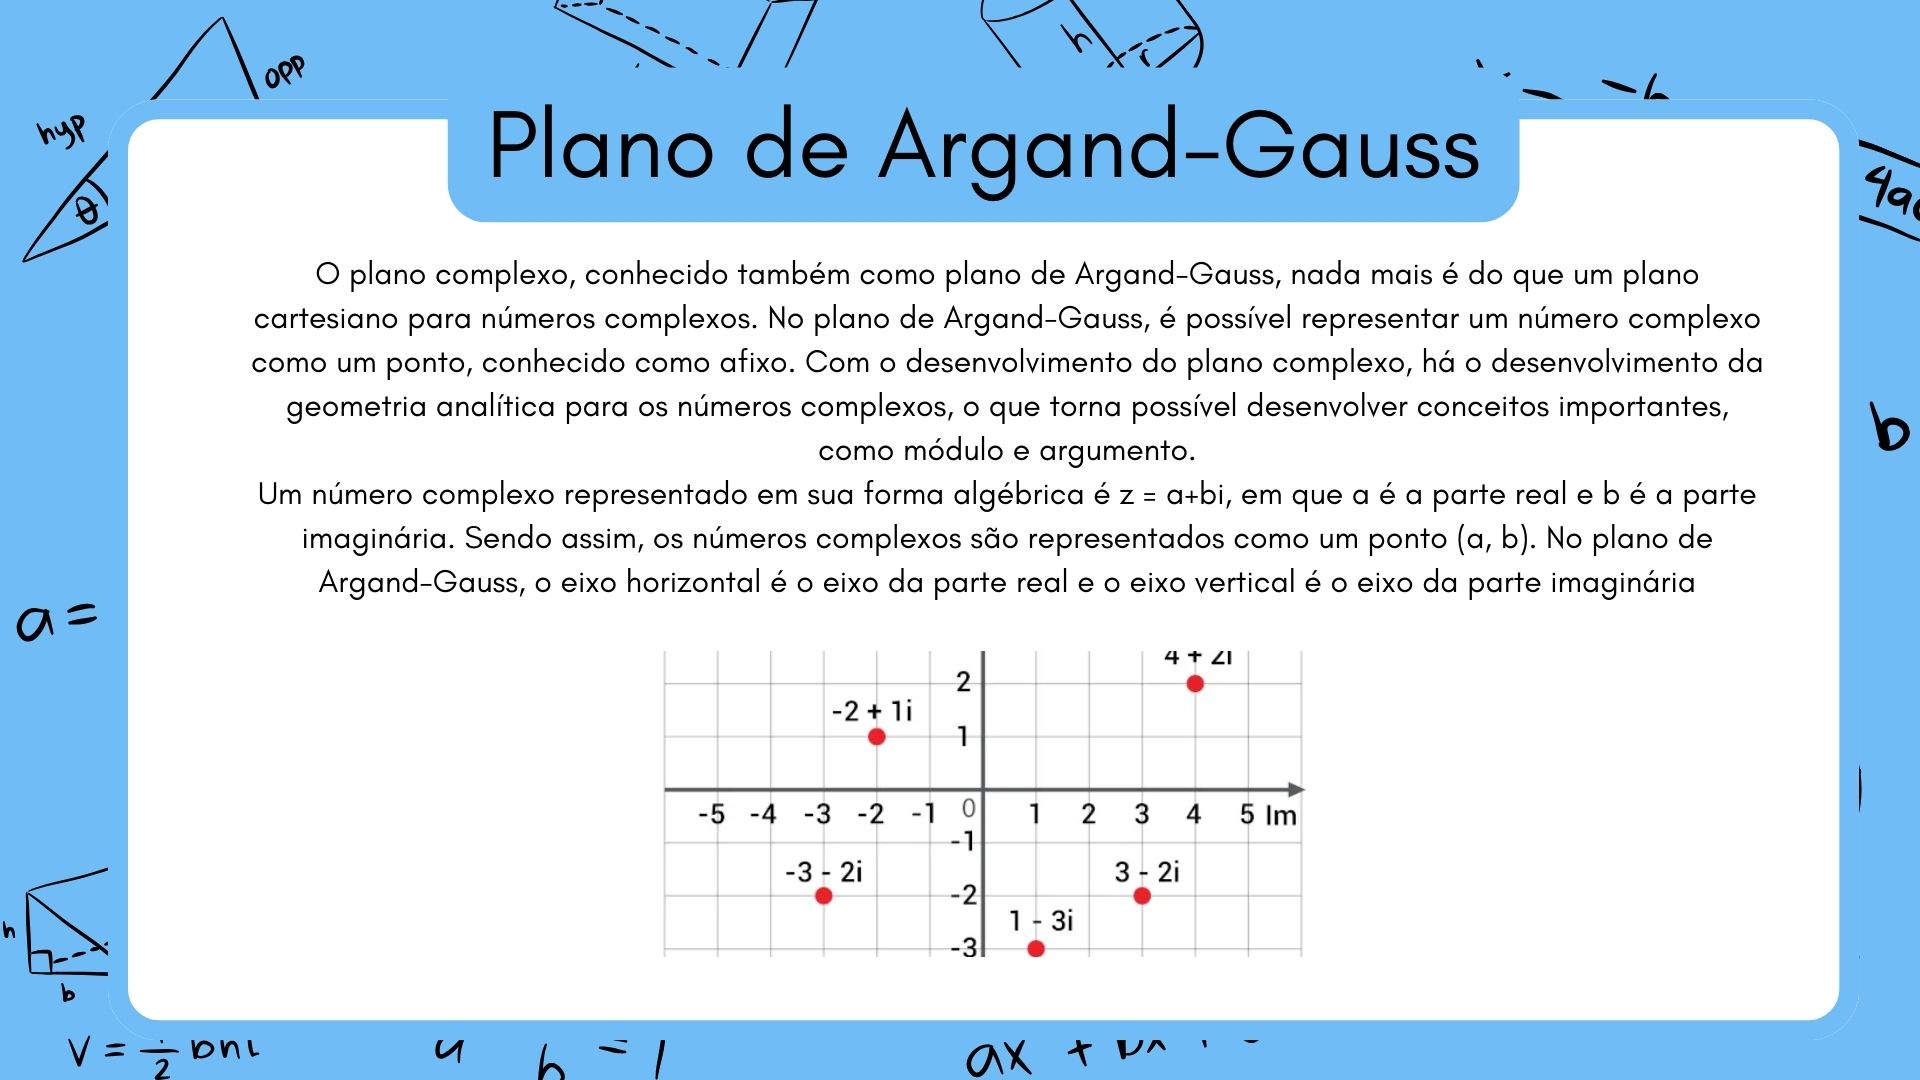 opp
hyp
θ
h
r
Plano de Argand-Gauss
O plano complexo, conhecido também como plano de Argand-Gauss, nada mais é do que um plano
cartesiano para números complexos. No plano de Argand-Gauss, é possível representar um número complexo
como um ponto, conhecido como afixo. Com o desenvolvimento do plano complexo, há o desenvolvimento da
geometria analítica para os números complexos, o que torna possível desenvolver conceitos importantes,
como módulo e argumento.
Um número complexo representado em sua forma algébrica é z = a+bi, em que a é a parte real e b é a parte
imaginária. Sendo assim, os números complexos são representados como um ponto (a, b). No plano de
Argand-Gauss, o eixo horizontal é o eixo da parte real e o eixo vertical é o eixo da parte imaginária
b
a =
4 + 2i
2
-2 + 1i
1
-5 -4 -3 -2 -1 0 1 2 3 4 5 Im
-1
-3 - 2i
3 - 2i
-2
1 - 3i
-3
h
b